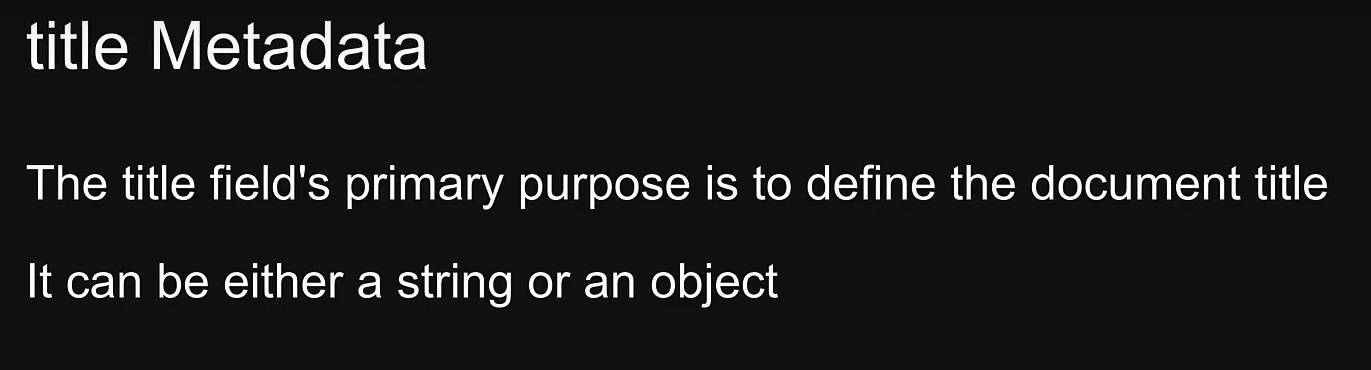 title Metadata
The title field's primary purpose is to define the document title
It can be either a string or an object